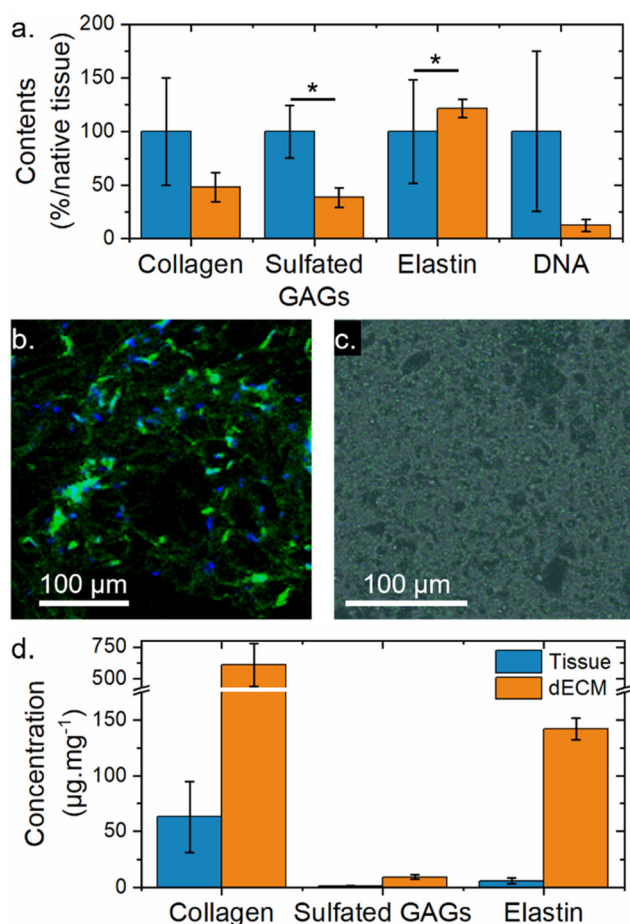 a.
200
150
100
50
0
Contents
(%/native tissue)
*
*
Collagen
Sulfated
GAGs
Elastin
DNA
b.
100 µm
c.
100 µm
d.
750
500
150
100
50
0
Concentration
(µg.mg⁻¹)
Tissue
dECM
Collagen
Sulfated GAGs
Elastin